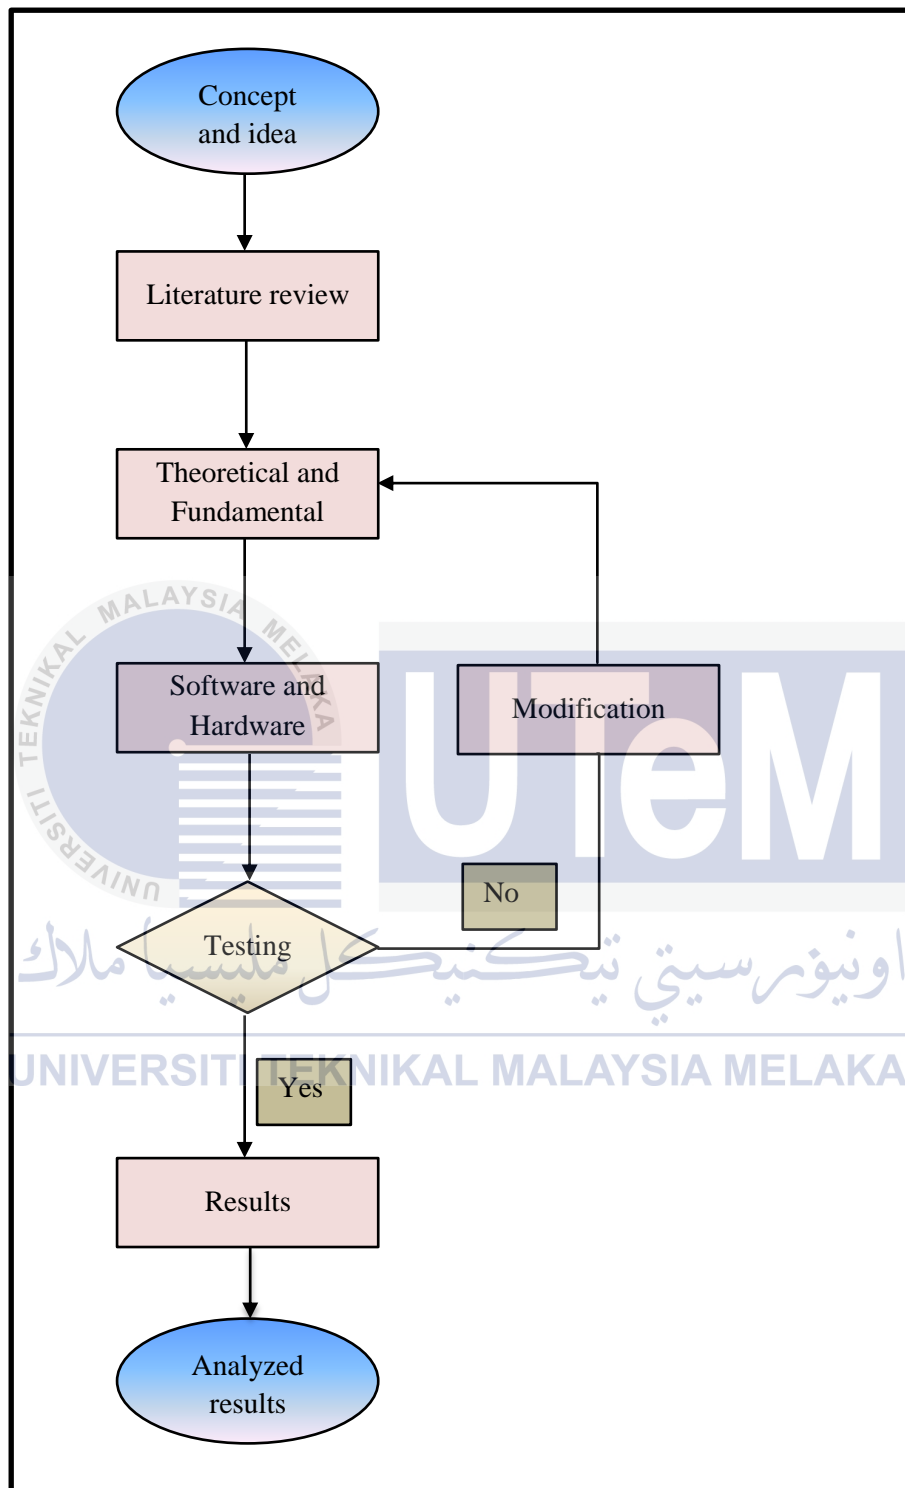 Concept
and idea
Literature review
Theoretical and
Fundamental
Software and
Hardware
Modification
UNIVERSITI TEKNIKAL MALAYSIA MELAKA
UTeM
No
Testing
اونيۏرسيتي تيكنيكل مليسيا ملاك
UNIVERSITI TEKNIKAL MALAYSIA MELAKA
Yes
Results
Analyzed
results